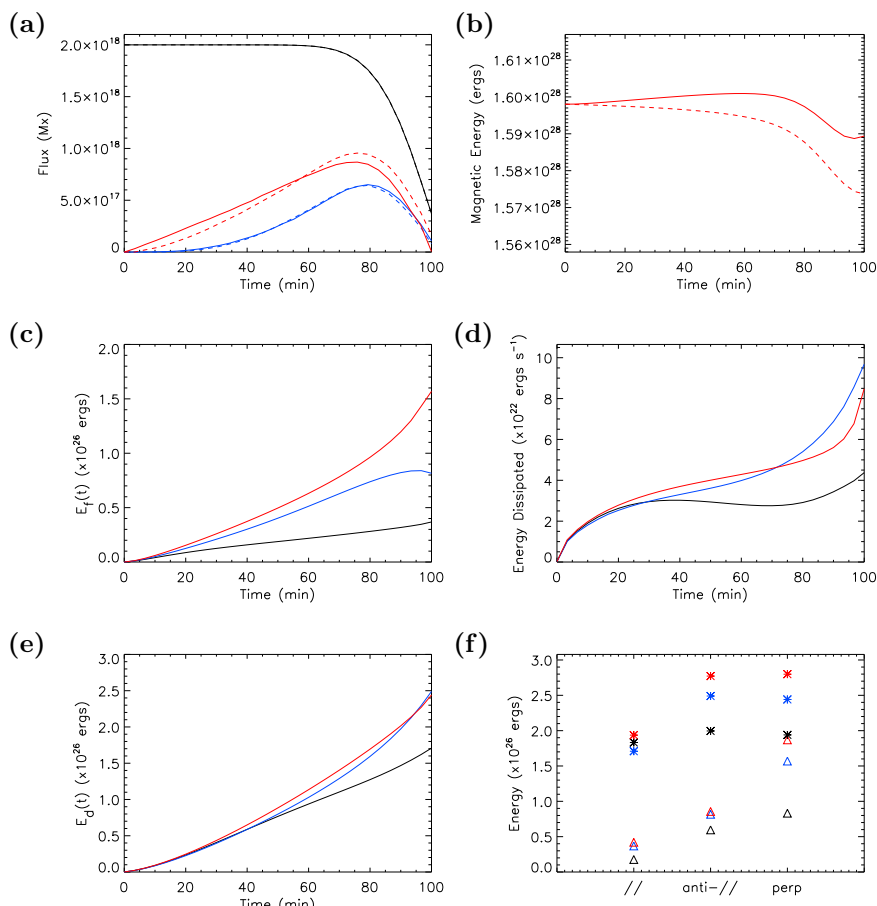 (a)
Flux (Mx)
2.0×10^18
1.5×10^18
1.0×10^18
5.0×10^17
0
0 20 40 60 80 100
Time (min)
(b)
Magnetic Energy (ergs)
1.61×10^28
1.60×10^28
1.59×10^28
1.58×10^28
1.57×10^28
1.56×10^28
0 20 40 60 80 100
Time (min)
(c)
E_f(t) (x10^26 ergs)
2.0
1.5
1.0
0.5
0.0
0 20 40 60 80 100
Time (min)
(d)
Energy Dissipated (x10^22 ergs s^-1)
10
8
6
4
2
0
0 20 40 60 80 100
Time (min)
(e)
E_d(t) (x10^26 ergs)
3.0
2.5
2.0
1.5
1.0
0.5
0.0
0 20 40 60 80 100
Time (min)
(f)
Energy (x10^26 ergs)
3.0
2.5
2.0
1.5
1.0
0.5
0.0
// anti-// perp